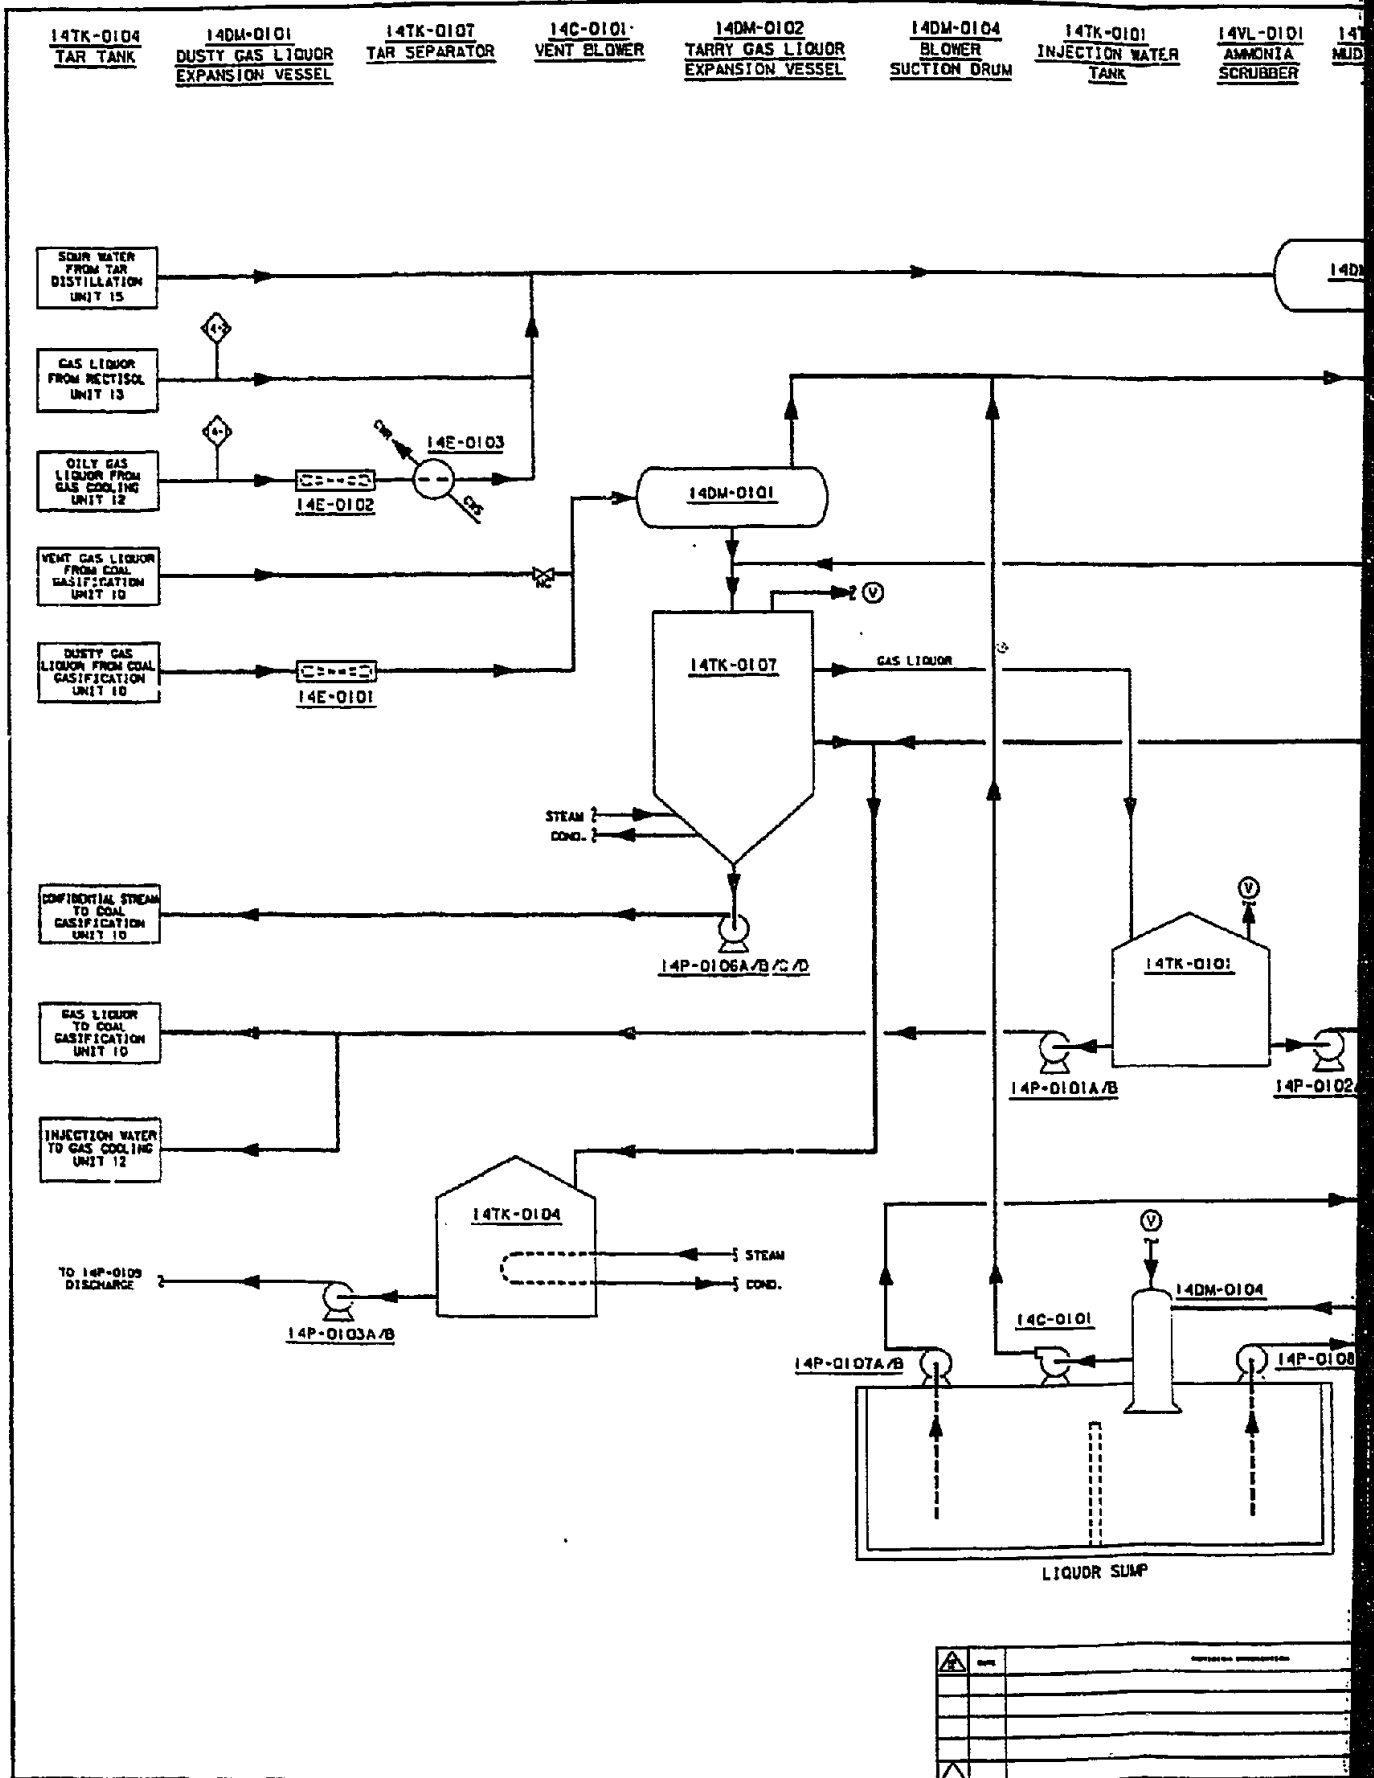 14TK-0104
TAR TANK
14DM-0101
DUSTY GAS LIQUOR
EXPANSION VESSEL
14TK-0107
TAR SEPARATOR
14C-0101
VENT BLOWER
14DM-0102
TARRY GAS LIQUOR
EXPANSION VESSEL
14DM-0104
BLOWER
SUCTION DRUM
14TK-0101
INJECTION WATER
TANK
14VL-0101
AMMONIA
SCRUBBER
SOUR WATER
FROM TAR
DISTILLATION
UNIT 15
GAS LIQUOR
FROM RECTISOL
UNIT 13
OILY GAS
LIQUOR FROM
GAS COOLING
UNIT 12
14E-0102
CWR
14E-0103
CWS
14DM-0101
VENT GAS LIQUOR
FROM COAL
GASIFICATION
UNIT 10
NC
V
DUSTY GAS
LIQUOR FROM COAL
GASIFICATION
UNIT 10
14E-0101
14TK-0107
GAS LIQUOR
STEAM
COND.
CONFIDENTIAL STREAM
TO COAL
GASIFICATION
UNIT 10
14P-0106A/B/C/D
V
14TK-0101
GAS LIQUOR
TO COAL
GASIFICATION
UNIT 10
14P-0101A/B
14P-0102
INJECTION WATER
TO GAS COOLING
UNIT 12
14TK-0104
STEAM
COND.
TO 14P-0109
DISCHARGE
14P-0103A/B
V
14DM-0104
14C-0101
14P-0107A/B
14P-0108
LIQUOR SUMP